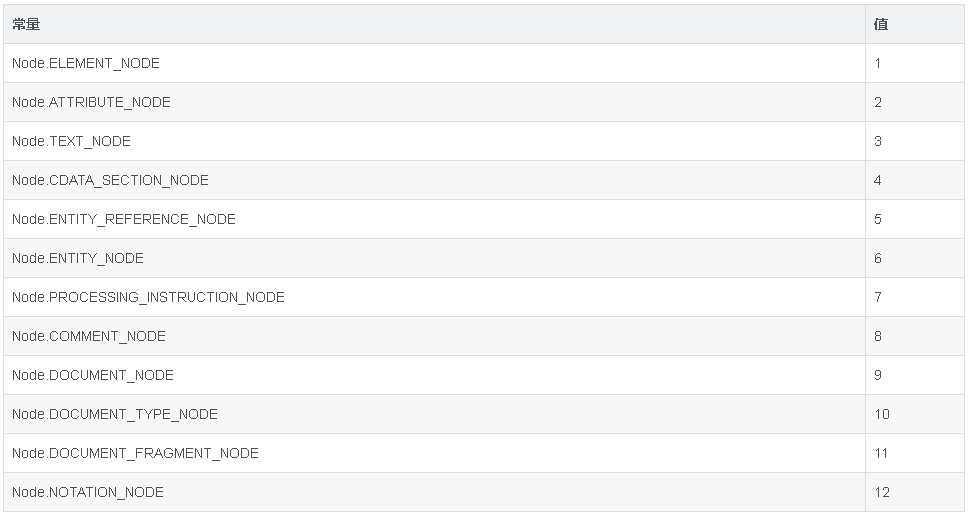 常量 值
Node.ELEMENT_NODE 1
Node.ATTRIBUTE_NODE 2
Node.TEXT_NODE 3
Node.CDATA_SECTION_NODE 4
Node.ENTITY_REFERENCE_NODE 5
Node.ENTITY_NODE 6
Node.PROCESSING_INSTRUCTION_NODE 7
Node.COMMENT_NODE 8
Node.DOCUMENT_NODE 9
Node.DOCUMENT_TYPE_NODE 10
Node.DOCUMENT_FRAGMENT_NODE 11
Node.NOTATION_NODE 12